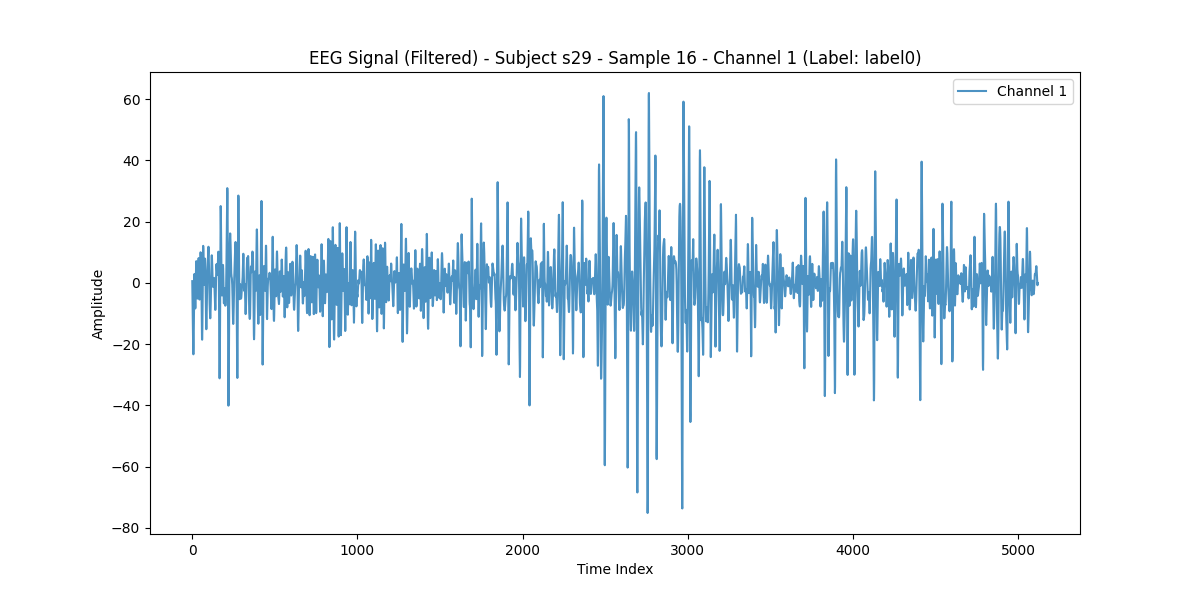 EEG Signal (Filtered) - Subject s29 - Sample 16 - Channel 1 (Label: label0)
Channel 1
60
40
20
0
−20
−40
−60
−80
Amplitude
0 1000 2000 3000 4000 5000
Time Index